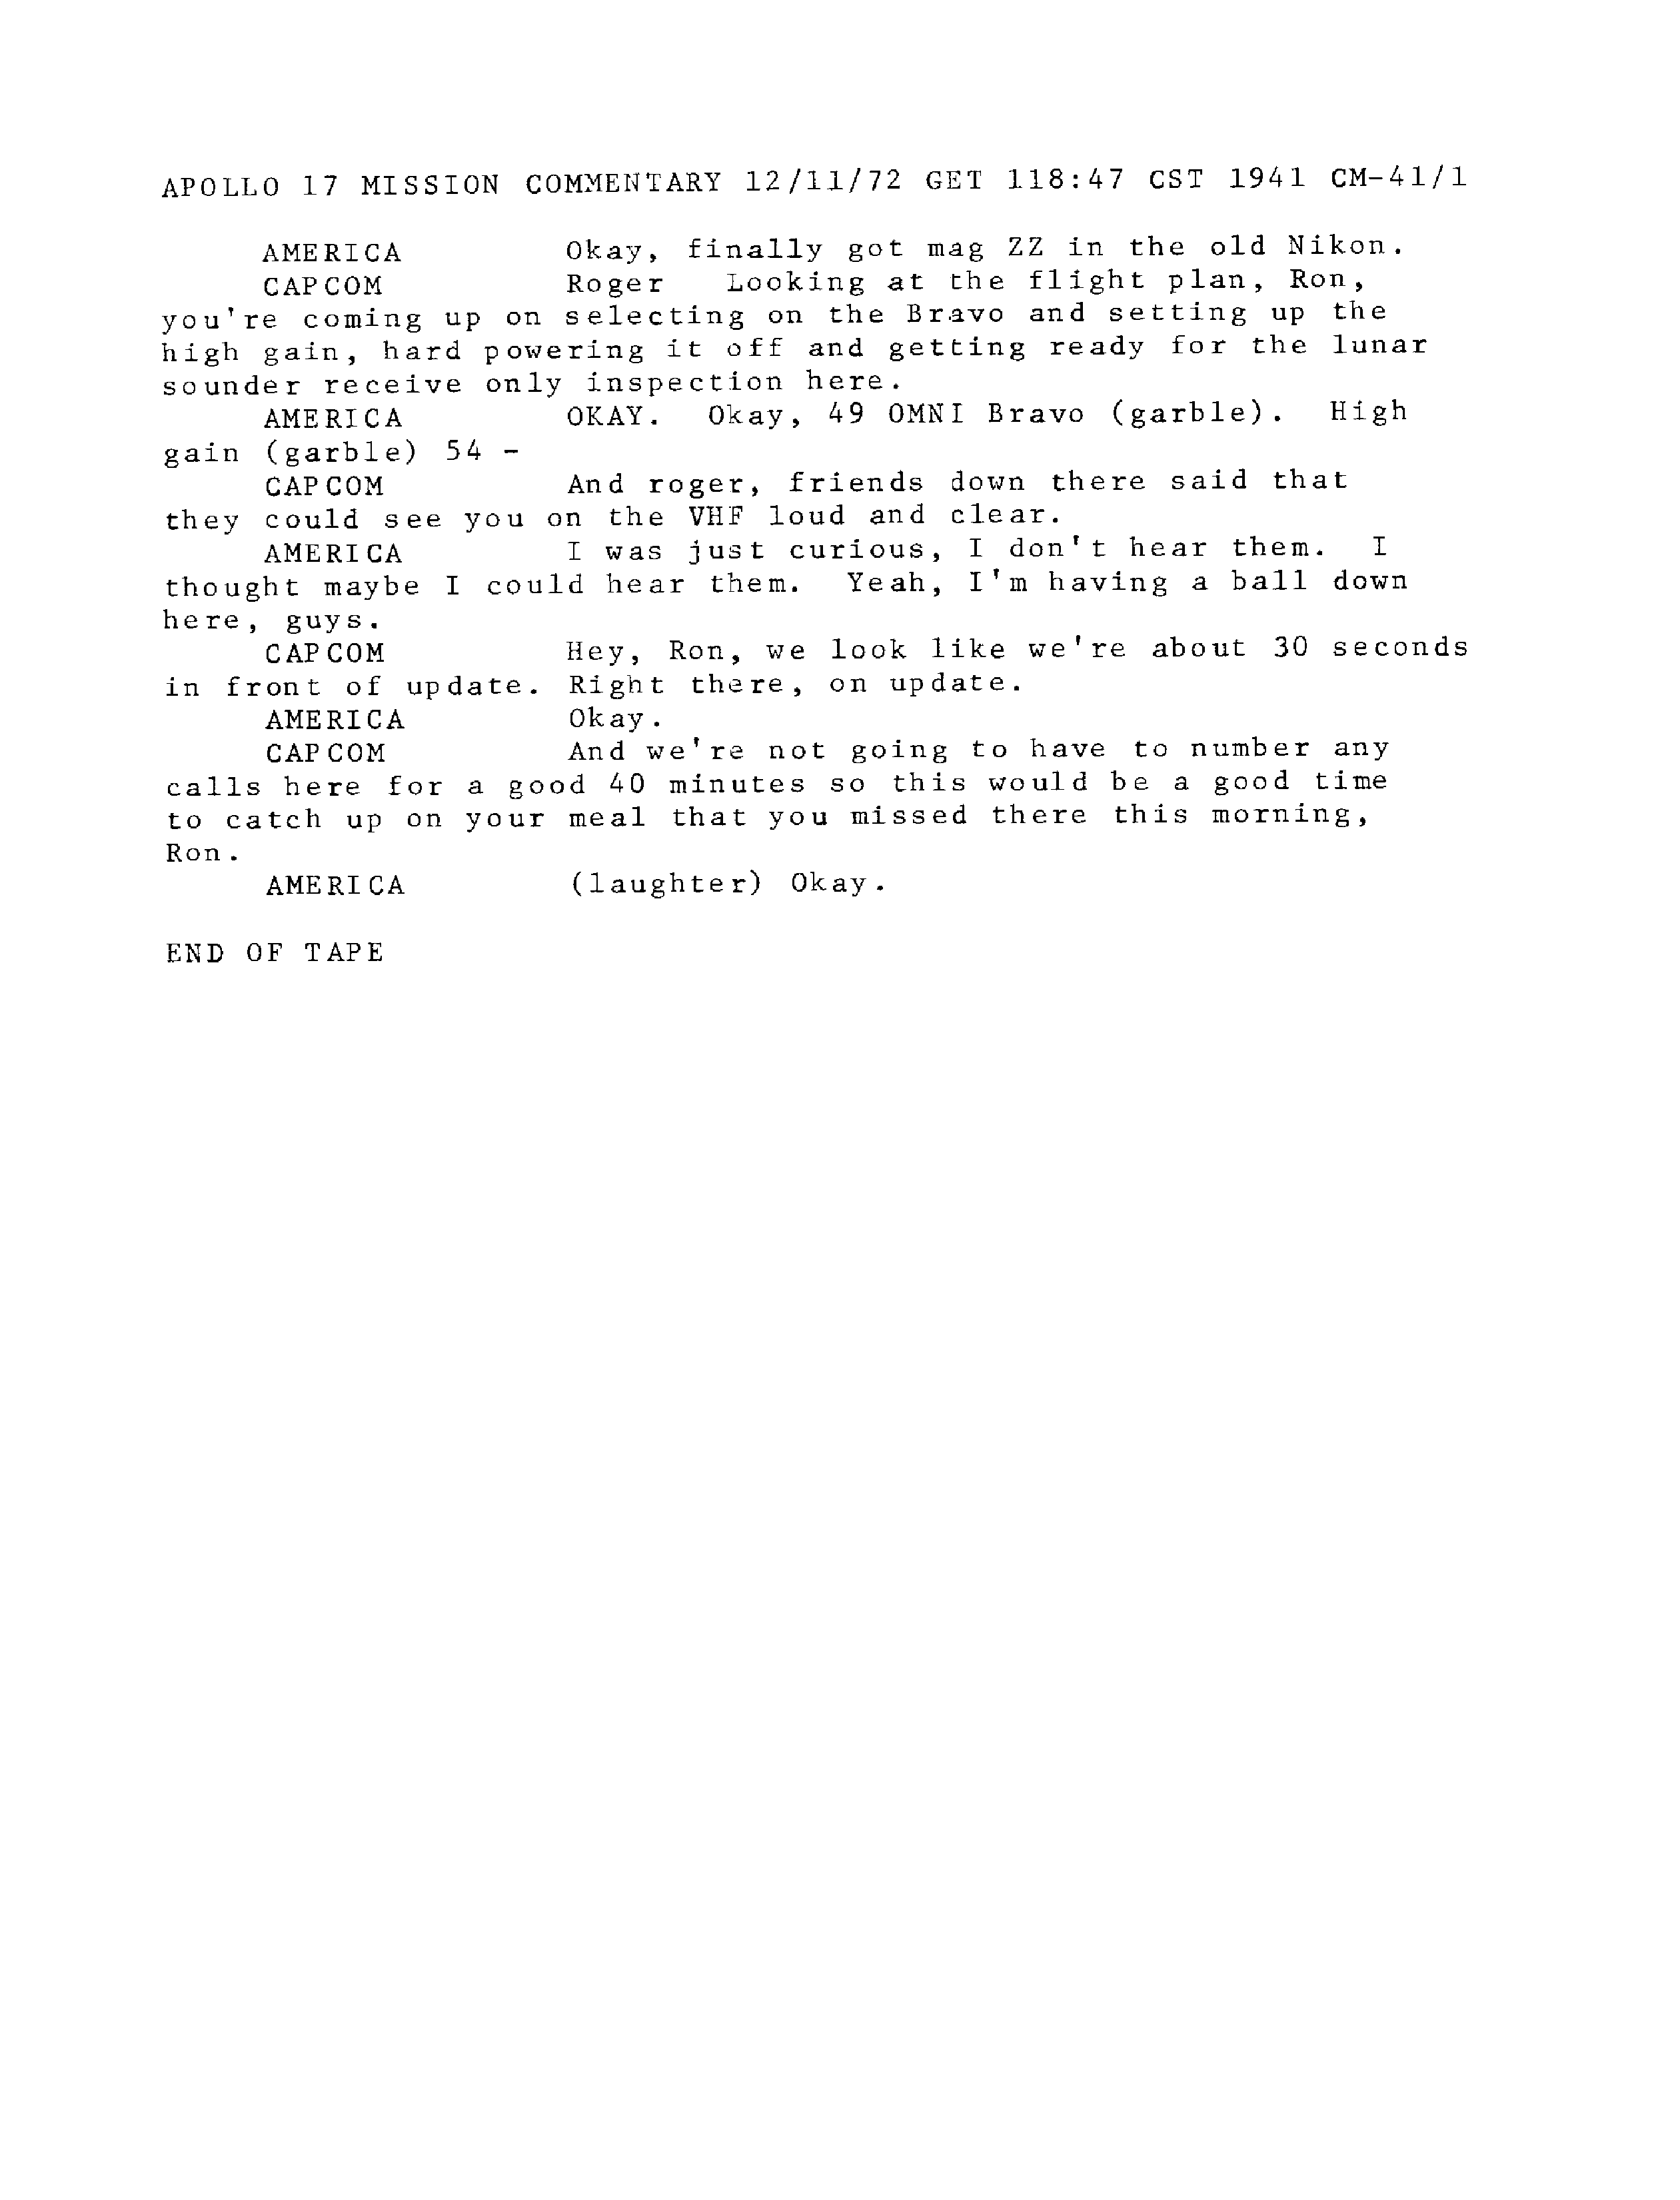 APOLLO 17 MISSION COMMENTARY 12/11/72 GET 118:47 CST 1941 CM-41/1
AMERICA Okay, finally got mag ZZ in the old Nikon.
CAPCOM Roger Looking at the flight plan, Ron,
you're coming up on selecting on the Bravo and setting up the
high gain, hard powering it off and getting ready for the lunar
sounder receive only inspection here.
AMERICA OKAY. Okay, 49 OMNI Bravo (garble). High
gain (garble) 54 -
CAPCOM And roger, friends down there said that
they could see you on the VHF loud and clear.
AMERICA I was just curious, I don't hear them. I
thought maybe I could hear them. Yeah, I'm having a ball down
here, guys.
CAPCOM Hey, Ron, we look like we're about 30 seconds
in front of update. Right there, on update.
AMERICA Okay.
CAPCOM And we're not going to have to number any
calls here for a good 40 minutes so this would be a good time
to catch up on your meal that you missed there this morning,
Ron.
AMERICA (laughter) Okay.
END OF TAPE